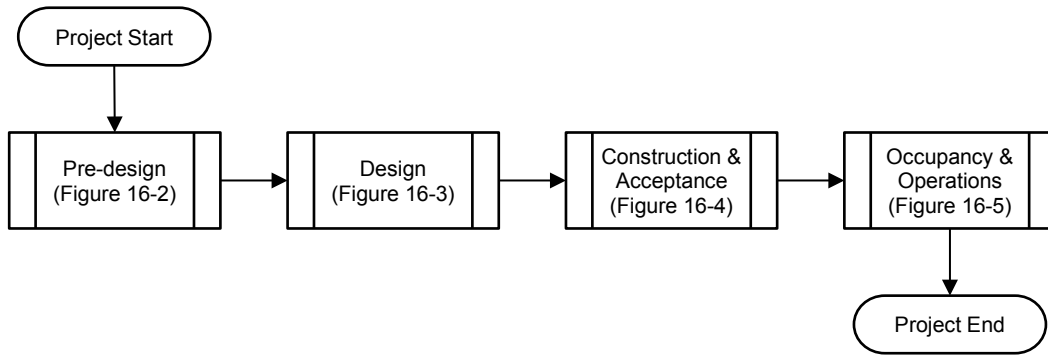 Project Start
Pre-design
(Figure 16-2)
Design
(Figure 16-3)
Construction &
Acceptance
(Figure 16-4)
Occupancy &
Operations
(Figure 16-5)
Project End